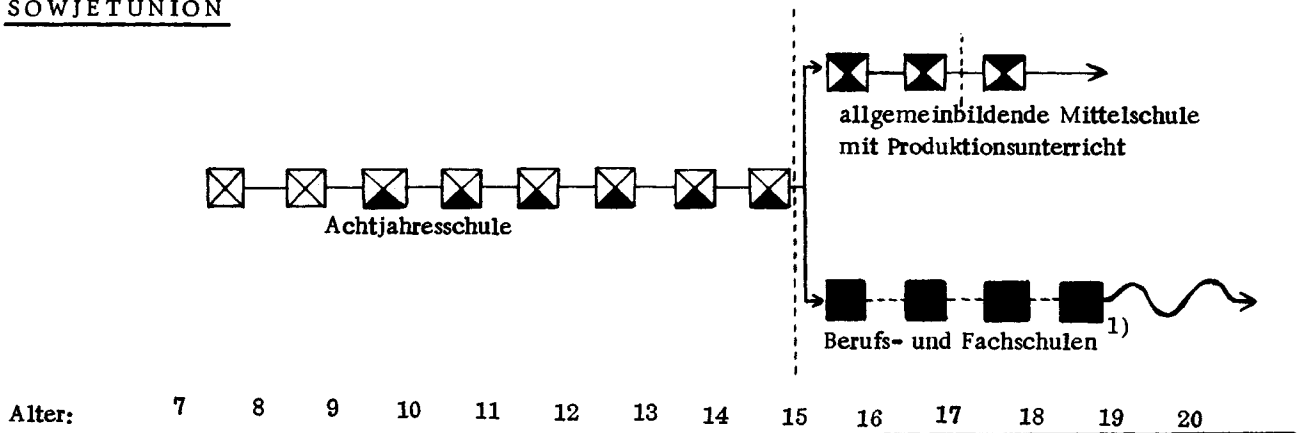 SOWJETUNION
allgemeinbildende Mittelschule
mit Produktionsunterricht
Achtjahresschule
Berufs- und Fachschulen 1)
Alter: 7 8 9 10 11 12 13 14 15 16 17 18 19 20